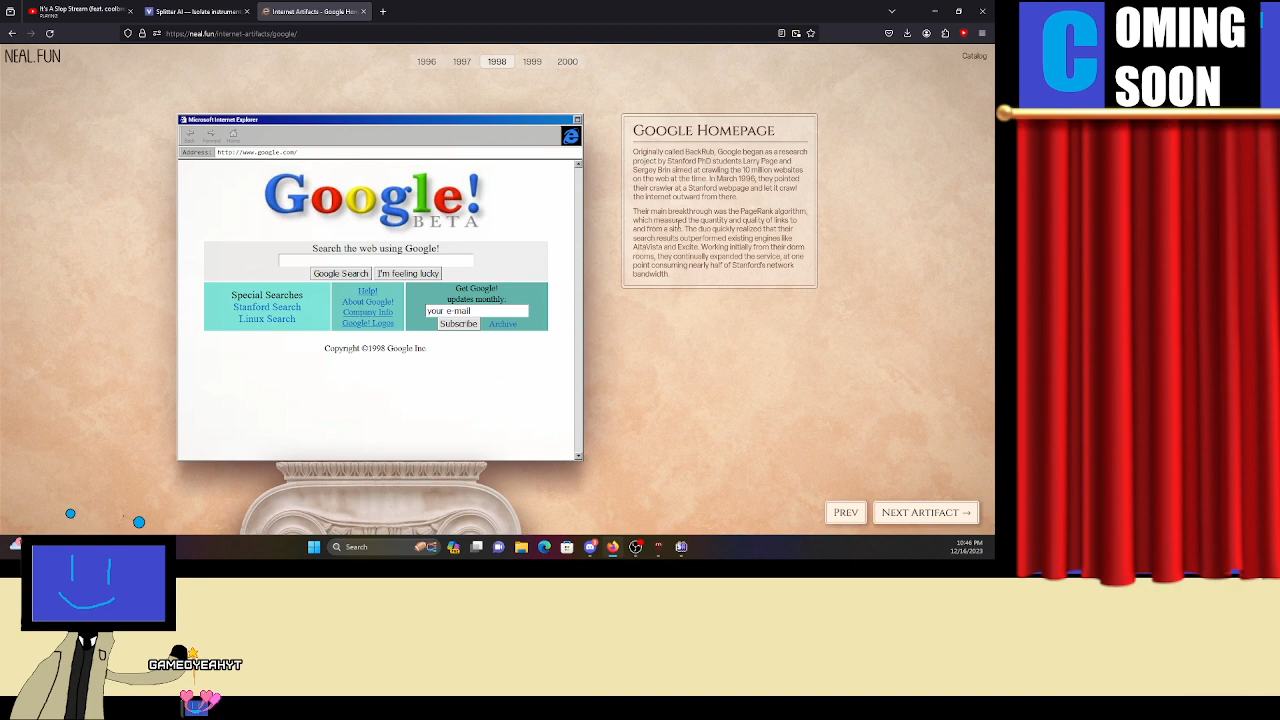 It's A Slop Stream (feat. coolbr
PLAYING
Splitter AI — Isolate instrument
Internet Artifacts - Google Hom
https://neal.fun/internet-artifacts/google/
NEAL.FUN
1996 1997 1998 1999 2000
Catalog
Microsoft Internet Explorer
Back Forward Home
Address: http://www.google.com/
Google!
BETA
Search the web using Google!
Google Search I'm feeling lucky
Special Searches
Stanford Search
Linux Search
Help!
About Google!
Company Info
Google! Logos
Get Google!
updates monthly:
your e-mail
Subscribe Archive
Copyright ©1998 Google Inc.
Google Homepage
Originally called BackRub, Google began as a research
project by Stanford PhD students Larry Page and
Sergey Brin aimed at crawling the 10 million websites
on the web at the time. In March 1996, they pointed
their crawler at a Stanford webpage and let it crawl
the internet outward from there.
Their main breakthrough was the PageRank algorithm,
which measured the quantity and quality of links to
and from a site. The duo quickly realized that their
search results outperformed existing engines like
AltaVista and Excite. Working initially from their dorm
rooms, they continually expanded the service, at one
point consuming nearly half of Stanford's network
bandwidth.
PREV NEXT ARTIFACT →
Search
10:46 PM
12/16/2023
COMING
SOON
GAMEOYEAHYT